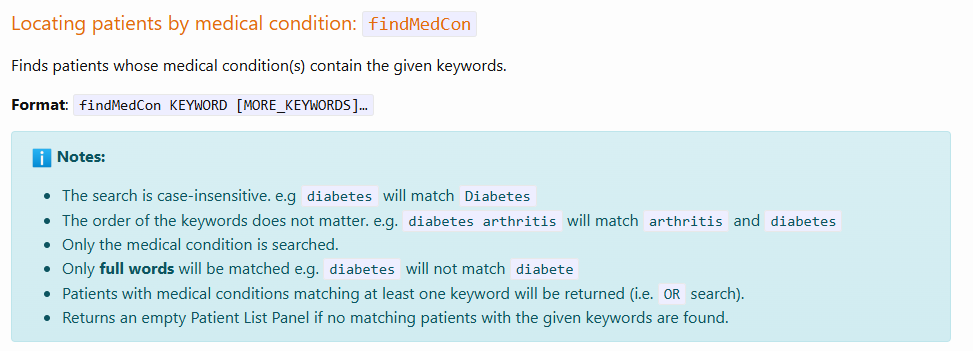 Locating patients by medical condition: findMedCon
Finds patients whose medical condition(s) contain the given keywords.
Format: findMedCon KEYWORD [MORE_KEYWORDS]…
Notes:
The search is case-insensitive. e.g diabetes will match Diabetes
The order of the keywords does not matter. e.g. diabetes arthritis will match arthritis and diabetes
Only the medical condition is searched.
Only full words will be matched e.g. diabetes will not match diabete
Patients with medical conditions matching at least one keyword will be returned (i.e. OR search).
Returns an empty Patient List Panel if no matching patients with the given keywords are found.